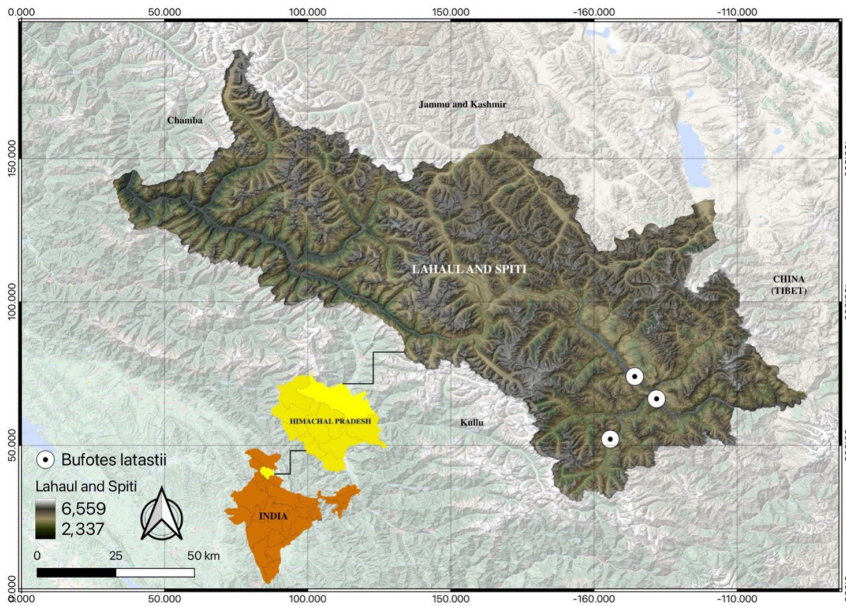 0.000
50.000
100.000
150.000
-160.000
-110.000
Jammu and Kashmir
Chamba
150.000
LAHAUL AND SPITI
CHINA
(TIBET)
100.000
HIMACHAL PRADESH
Kullu
50.000
Bufotes latastii
Lahaul and Spiti
6,559
2,337
INDIA
0
25
50 km
0.000
0.000
50.000
100.000
150.000
-160.000
-110.000